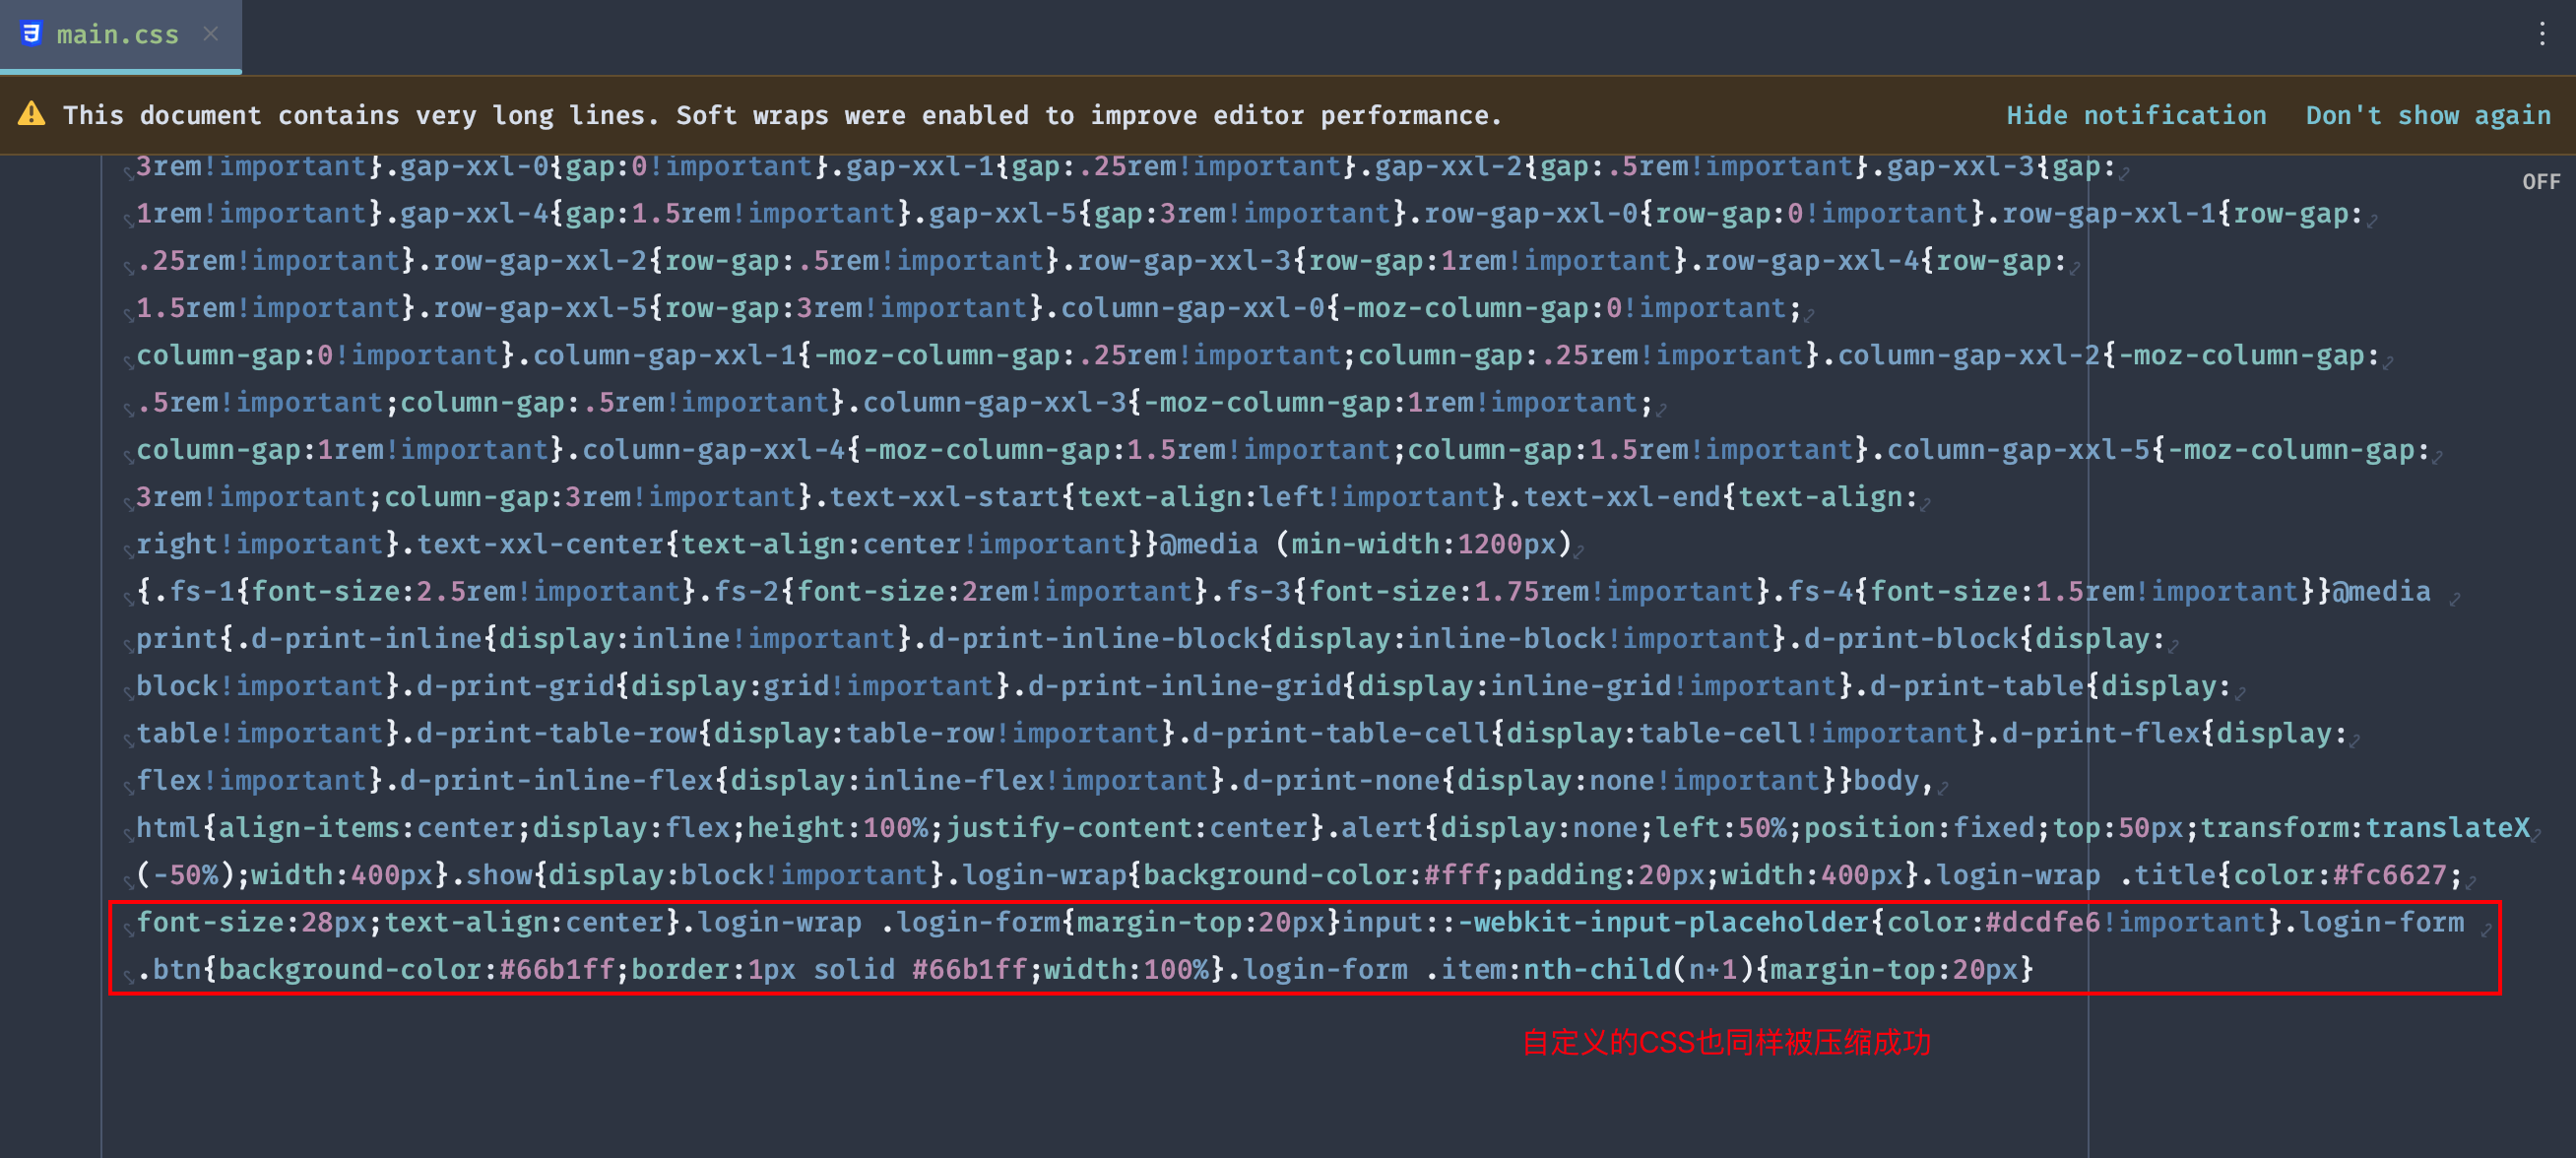 main.css
This document contains very long lines. Soft wraps were enabled to improve editor performance.
Hide notification
Don't show again
OFF
3rem!important}.gap-xxl-0{gap:0!important}.gap-xxl-1{gap:.25rem!important}.gap-xxl-2{gap:.5rem!important}.gap-xxl-3{gap:
1rem!important}.gap-xxl-4{gap:1.5rem!important}.gap-xxl-5{gap:3rem!important}.row-gap-xxl-0{row-gap:0!important}.row-gap-xxl-1{row-gap:
.25rem!important}.row-gap-xxl-2{row-gap:.5rem!important}.row-gap-xxl-3{row-gap:1rem!important}.row-gap-xxl-4{row-gap:
1.5rem!important}.row-gap-xxl-5{row-gap:3rem!important}.column-gap-xxl-0{-moz-column-gap:0!important;
column-gap:0!important}.column-gap-xxl-1{-moz-column-gap:.25rem!important;column-gap:.25rem!important}.column-gap-xxl-2{-moz-column-gap:
.5rem!important;column-gap:.5rem!important}.column-gap-xxl-3{-moz-column-gap:1rem!important;
column-gap:1rem!important}.column-gap-xxl-4{-moz-column-gap:1.5rem!important;column-gap:1.5rem!important}.column-gap-xxl-5{-moz-column-gap:
3rem!important;column-gap:3rem!important}.text-xxl-start{text-align:left!important}.text-xxl-end{text-align:
right!important}.text-xxl-center{text-align:center!important}}@media (min-width:1200px)
{.fs-1{font-size:2.5rem!important}.fs-2{font-size:2rem!important}.fs-3{font-size:1.75rem!important}.fs-4{font-size:1.5rem!important}}@media
print{.d-print-inline{display:inline!important}.d-print-inline-block{display:inline-block!important}.d-print-block{display:
block!important}.d-print-grid{display:grid!important}.d-print-inline-grid{display:inline-grid!important}.d-print-table{display:
table!important}.d-print-table-row{display:table-row!important}.d-print-table-cell{display:table-cell!important}.d-print-flex{display:
flex!important}.d-print-inline-flex{display:inline-flex!important}.d-print-none{display:none!important}}body,
html{align-items:center;display:flex;height:100%;justify-content:center}.alert{display:none;left:50%;position:fixed;top:50px;transform:translateX
(-50%);width:400px}.show{display:block!important}.login-wrap{background-color:#fff;padding:20px;width:400px}.login-wrap .title{color:#fc6627;
font-size:28px;text-align:center}.login-wrap .login-form{margin-top:20px}input::-webkit-input-placeholder{color:#dcdfe6!important}.login-form
.btn{background-color:#66b1ff;border:1px solid #66b1ff;width:100%}.login-form .item:nth-child(n+1){margin-top:20px}
自定义的CSS也同样被压缩成功